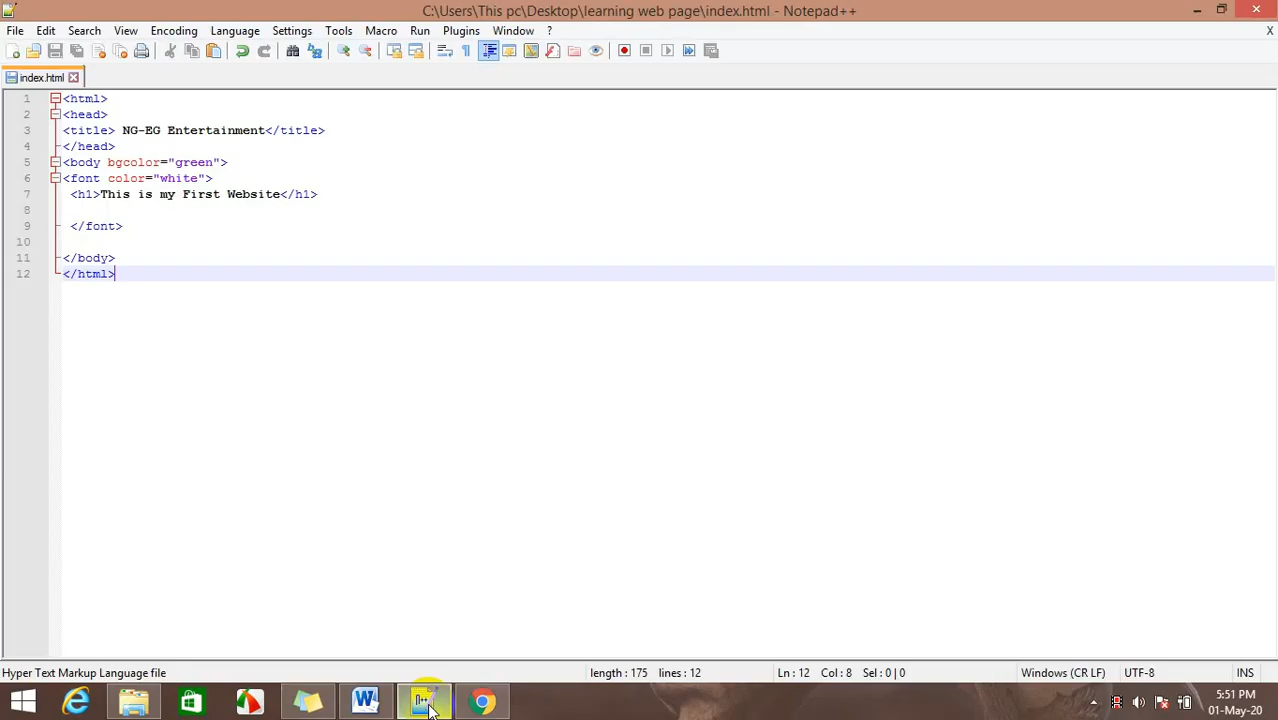 C:\Users\This pc\Desktop\learning web page\index.html - Notepad++
File Edit Search View Encoding Language Settings Tools Macro Run Plugins Window ? X
index.html
1 <html>
2 <head>
3 <title> NG-EG Entertainment</title>
4 </head>
5 <body bgcolor="green">
6 <font color="white">
7 <h1>This is my First Website</h1>
8
9 </font>
10
11 </body>
12 </html>
Hyper Text Markup Language file length : 175 lines : 12 Ln : 12 Col : 8 Sel : 0 | 0 Windows (CR LF) UTF-8 INS
5:51 PM
01-May-20